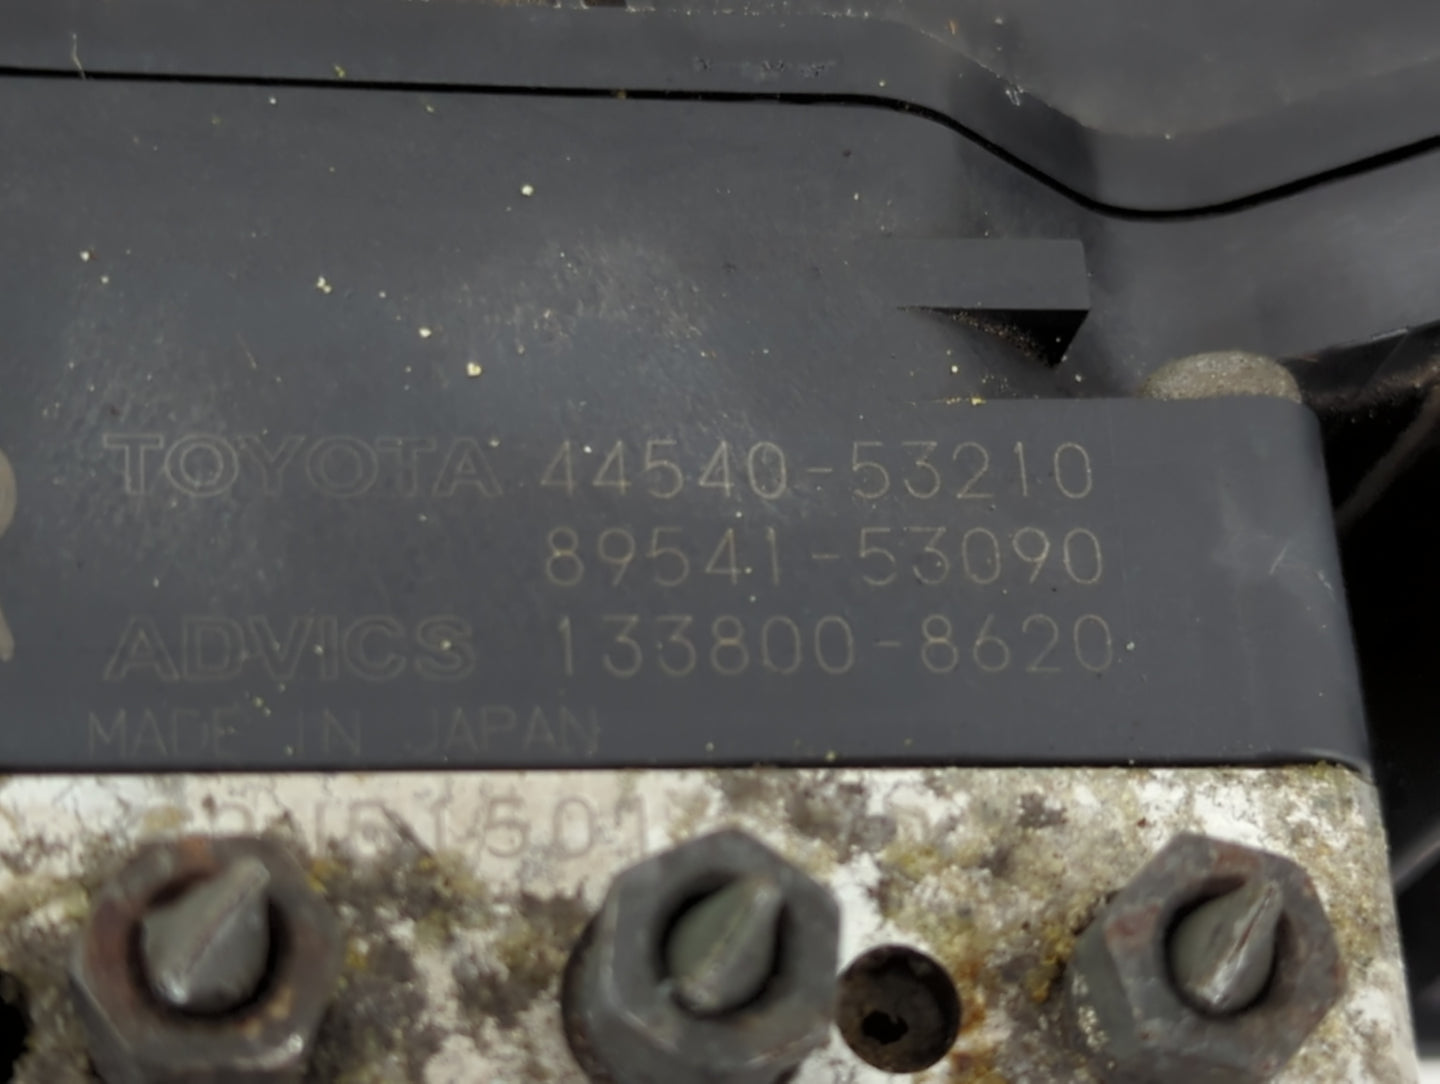 TOYOTA 44540-53210
89541-53090
ADVICS 133800-8620
MADE IN JAPAN